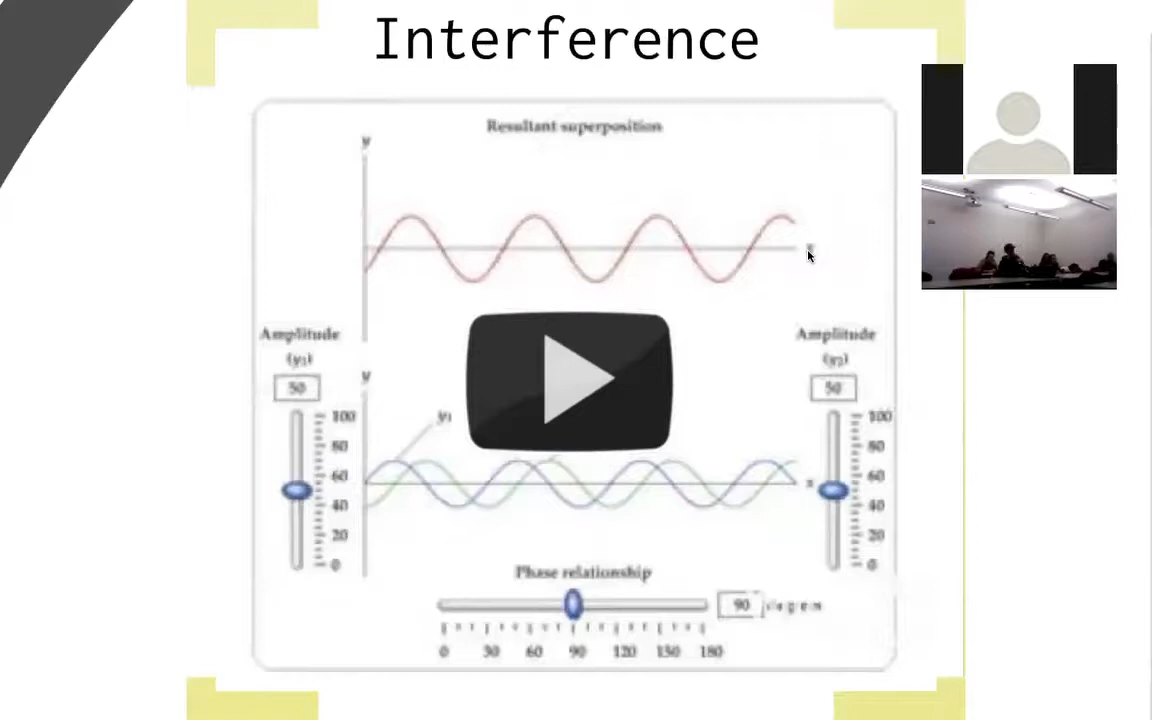 Interference
Resultant superposition
y
x
Amplitude
(y₁)
50
100
80
60
40
20
0
Amplitude
(y₂)
50
100
80
60
40
20
0
y
y₁
x
Phase relationship
90 degrees
0 30 60 90 120 150 180